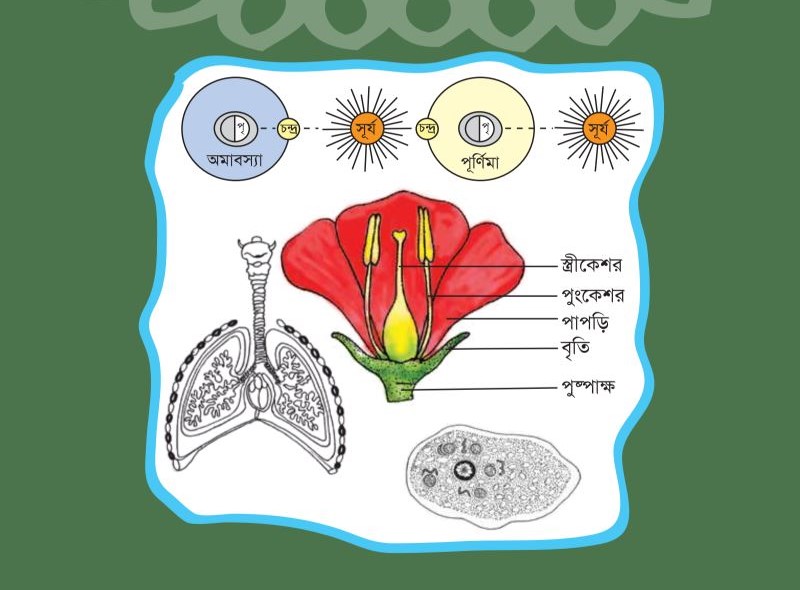 পৃ
চন্দ্র
সূর্য
অমাবস্যা
চন্দ্র
পৃ
সূর্য
পূর্ণিমা
স্ত্রীকেশর
পুংকেশর
পাপড়ি
বৃতি
পুষ্পাক্ষ